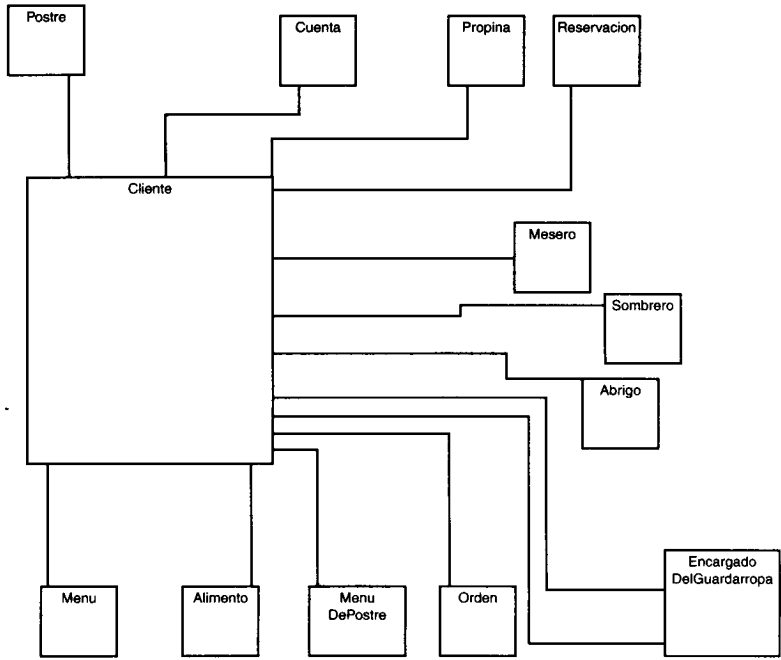 Postre
Cuenta
Propina
Reservacion
Cliente
Mesero
Sombrero
Abrigo
Encargado
DelGuardarropa
Menu
Alimento
Menu
DePostre
Orden